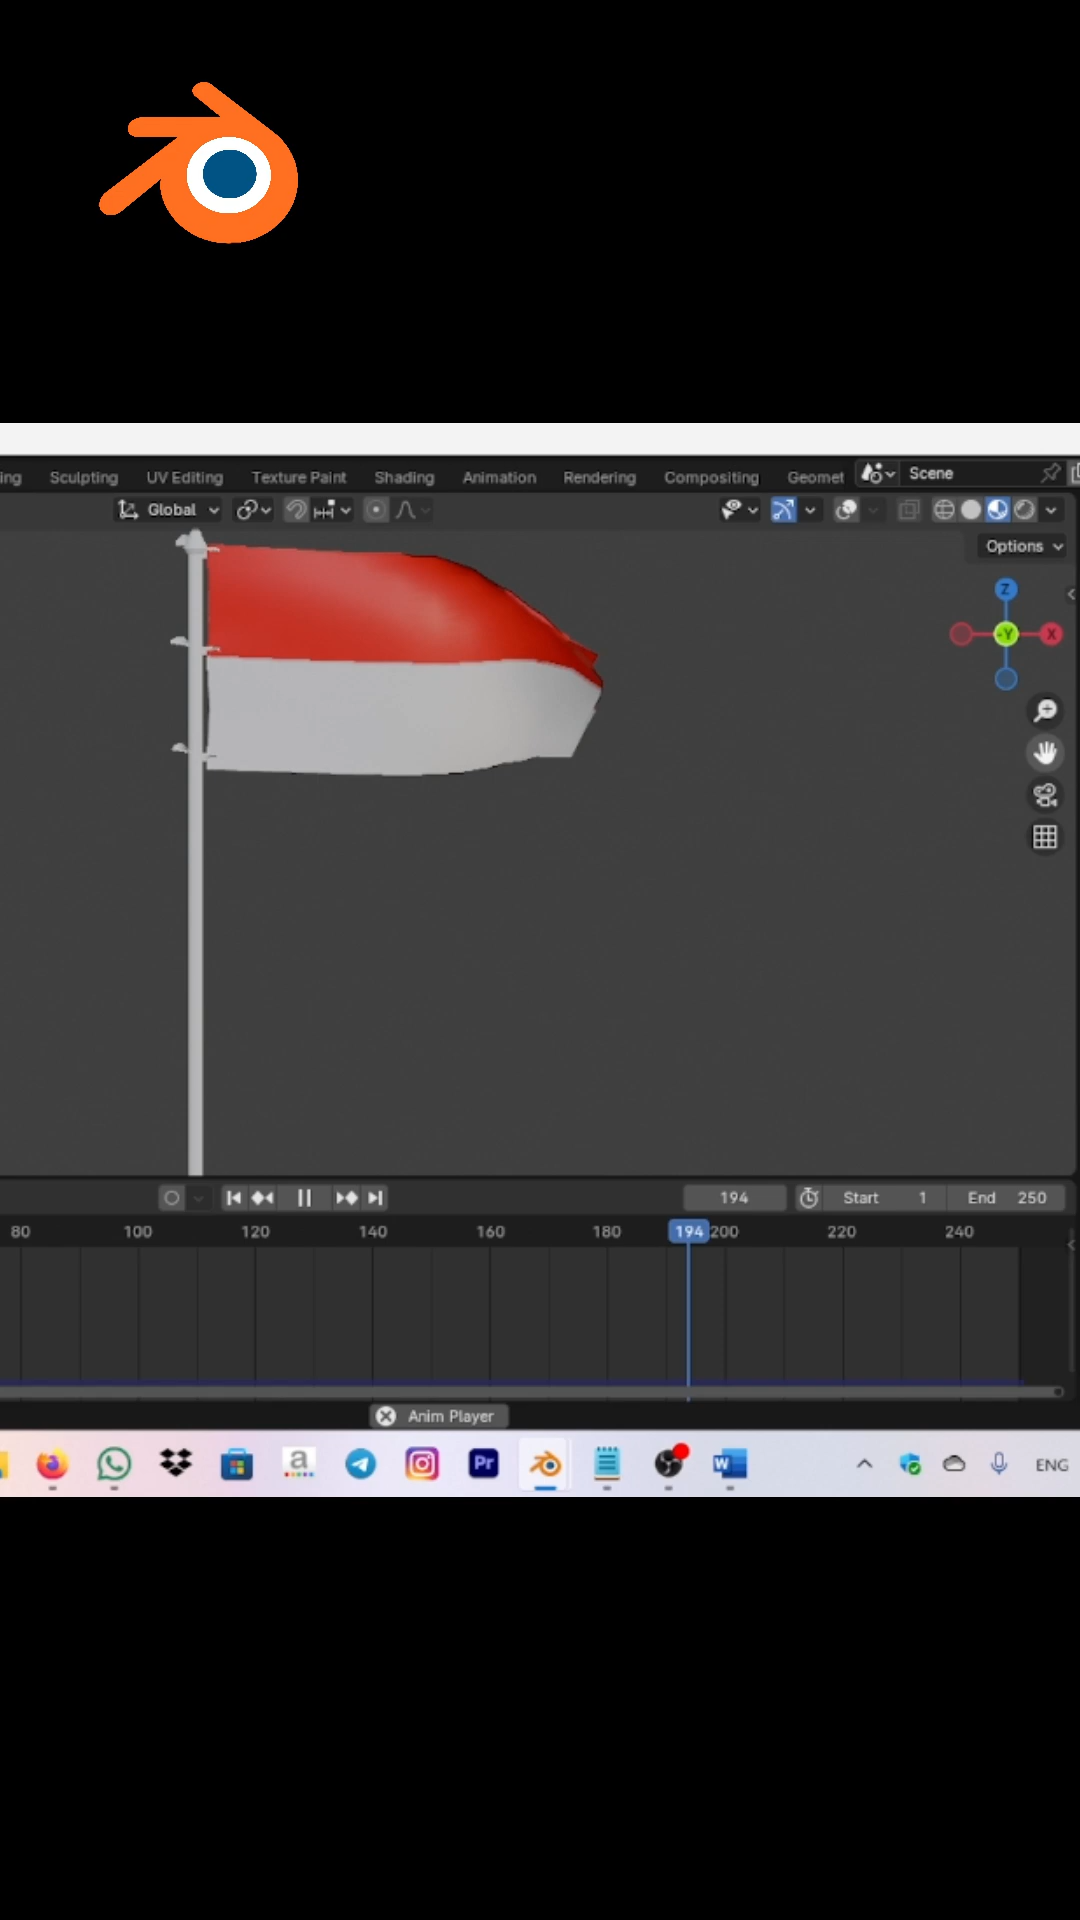 ing Sculpting UV Editing Texture Paint Shading Animation Rendering Compositing Geomet Scene
Global
Options
Z
-Y X
194 Start 1 End 250
80 100 120 140 160 180 194 200 220 240
Anim Player
a Pr W ENG